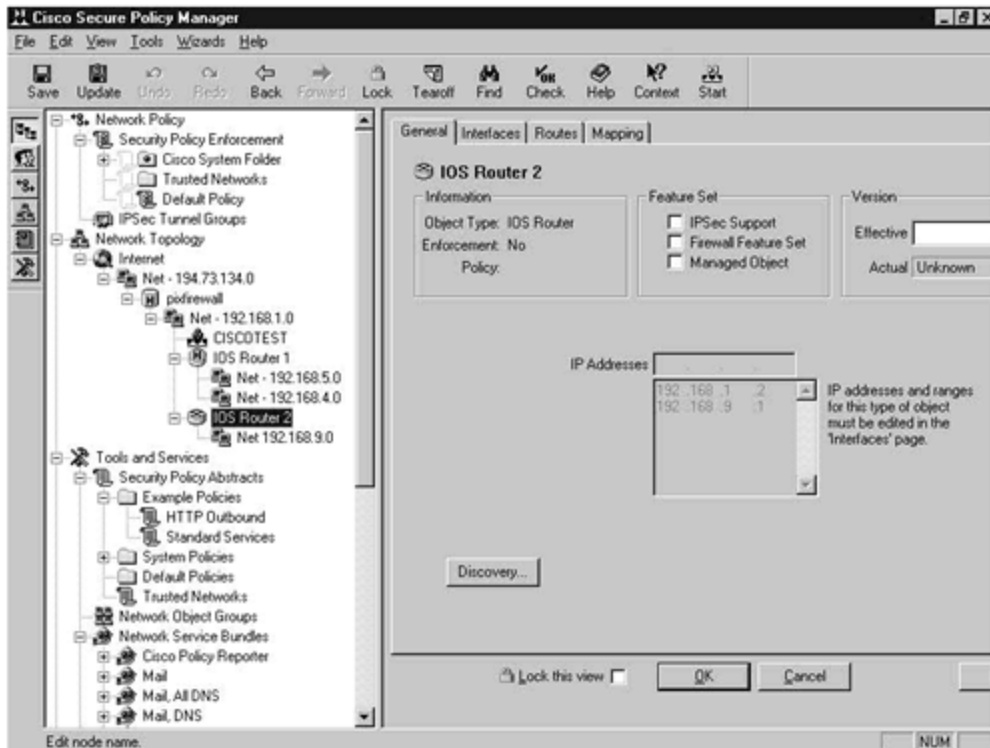 Cisco Secure Policy Manager
File Edit View Tools Wizards Help
Save Update Undo Redo Back Forward Lock Tearoff Find Check Help Context Start
Network Policy
Security Policy Enforcement
Cisco System Folder
Trusted Networks
Default Policy
IPSec Tunnel Groups
Network Topology
Internet
Net - 194.73.134.0
pixfirewall
Net - 192.168.1.0
CISCOTEST
IOS Router 1
Net - 192.168.5.0
Net - 192.168.4.0
IOS Router 2
Net 192.168.9.0
Tools and Services
Security Policy Abstracts
Example Policies
HTTP Outbound
Standard Services
System Policies
Default Policies
Trusted Networks
Network Object Groups
Network Service Bundles
Cisco Policy Reporter
Mail
Mail, All DNS
Mail, DNS
General Interfaces Routes Mapping
IOS Router 2
Information
Object Type: IOS Router
Enforcement: No
Policy:
Feature Set
IPSec Support
Firewall Feature Set
Managed Object
Version
Effective
Actual Unknown
IP Addresses
192 .168 .1 .2
192 .168 .9 .1
IP addresses and ranges
for this type of object
must be edited in the
'Interfaces' page.
Discovery...
Lock this view
OK
Cancel
Edit node name.
NUM